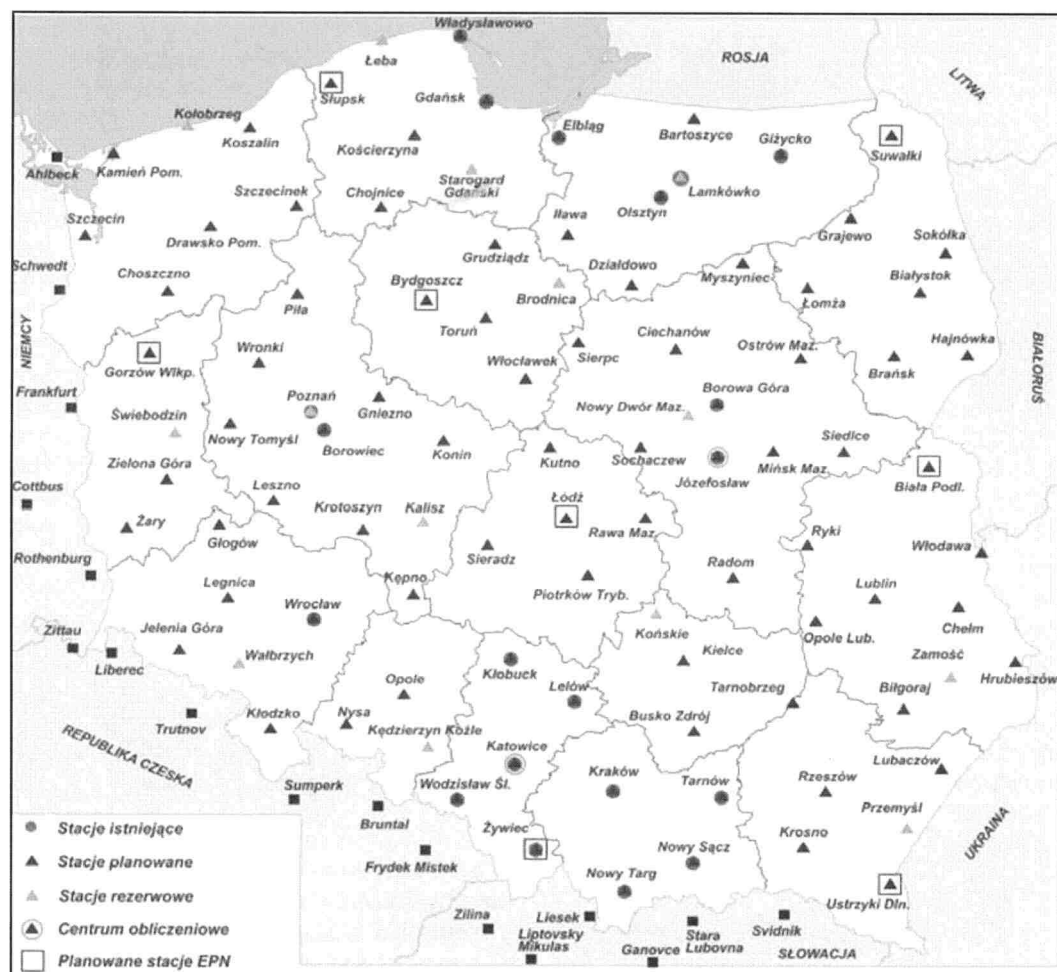 Władysławowo
Łeba
ROSJA
LITWA
Słupsk
Gdańsk
Kołobrzeg
Koszalin
Elbląg
Bartoszyce
Giżycko
Suwałki
Ahlbeck
Kamień Pom.
Kościerzyna
Starogard
Gdański
Lamkówko
Szczecinek
Chojnice
Olsztyn
Szczecin
Drawsko Pom.
Iława
Grajewo
Sokółka
Schwedt
Choszczno
Grudziądz
Działdowo
Myszyniec
Białystok
Bydgoszcz
Brodnica
Łomża
Piła
Toruń
Ciechanów
NIEMCY
Wronki
Włocławek
Sierpc
Ostrów Maz.
Hajnówka
BIAŁORUŚ
Gorzów Wlkp.
Brańsk
Frankfurt
Poznań
Gniezno
Borowa Góra
Świebodzin
Nowy Dwór Maz.
Nowy Tomyśl
Borowiec
Konin
Siedlce
Zielona Góra
Kutno
Sochaczew
Mińsk Maz.
Józefosław
Biała Podl.
Cottbus
Leszno
Krotoszyn
Kalisz
Łódź
Żary
Głogów
Rawa Maz.
Ryki
Włodawa
Rothenburg
Sieradz
Legnica
Kępno
Piotrków Tryb.
Radom
Lublin
Wrocław
Zittau
Jelenia Góra
Końskie
Opole Lub.
Chełm
Liberec
Wałbrzych
Kielce
Zamość
Hrubieszów
Opole
Kłobuck
Lelów
Tarnobrzeg
Biłgoraj
Trutnov
Kłodzko
Nysa
Kędzierzyn Koźle
Busko Zdrój
REPUBLIKA CZESKA
Katowice
Lubaczów
Sumperk
Wodzisław Śl.
Kraków
Tarnów
Rzeszów
Bruntal
Przemyśl
Żywiec
UKRAINA
Frydek Mistek
Nowy Sącz
Krosno
Nowy Targ
Ustrzyki Dln.
Zilina
Liesek
Liptovsky
Mikulas
Ganovce
Stara
Lubovna
Svidnik
SŁOWACJA
Stacje istniejące
Stacje planowane
Stacje rezerwowe
Centrum obliczeniowe
Planowane stacje EPN